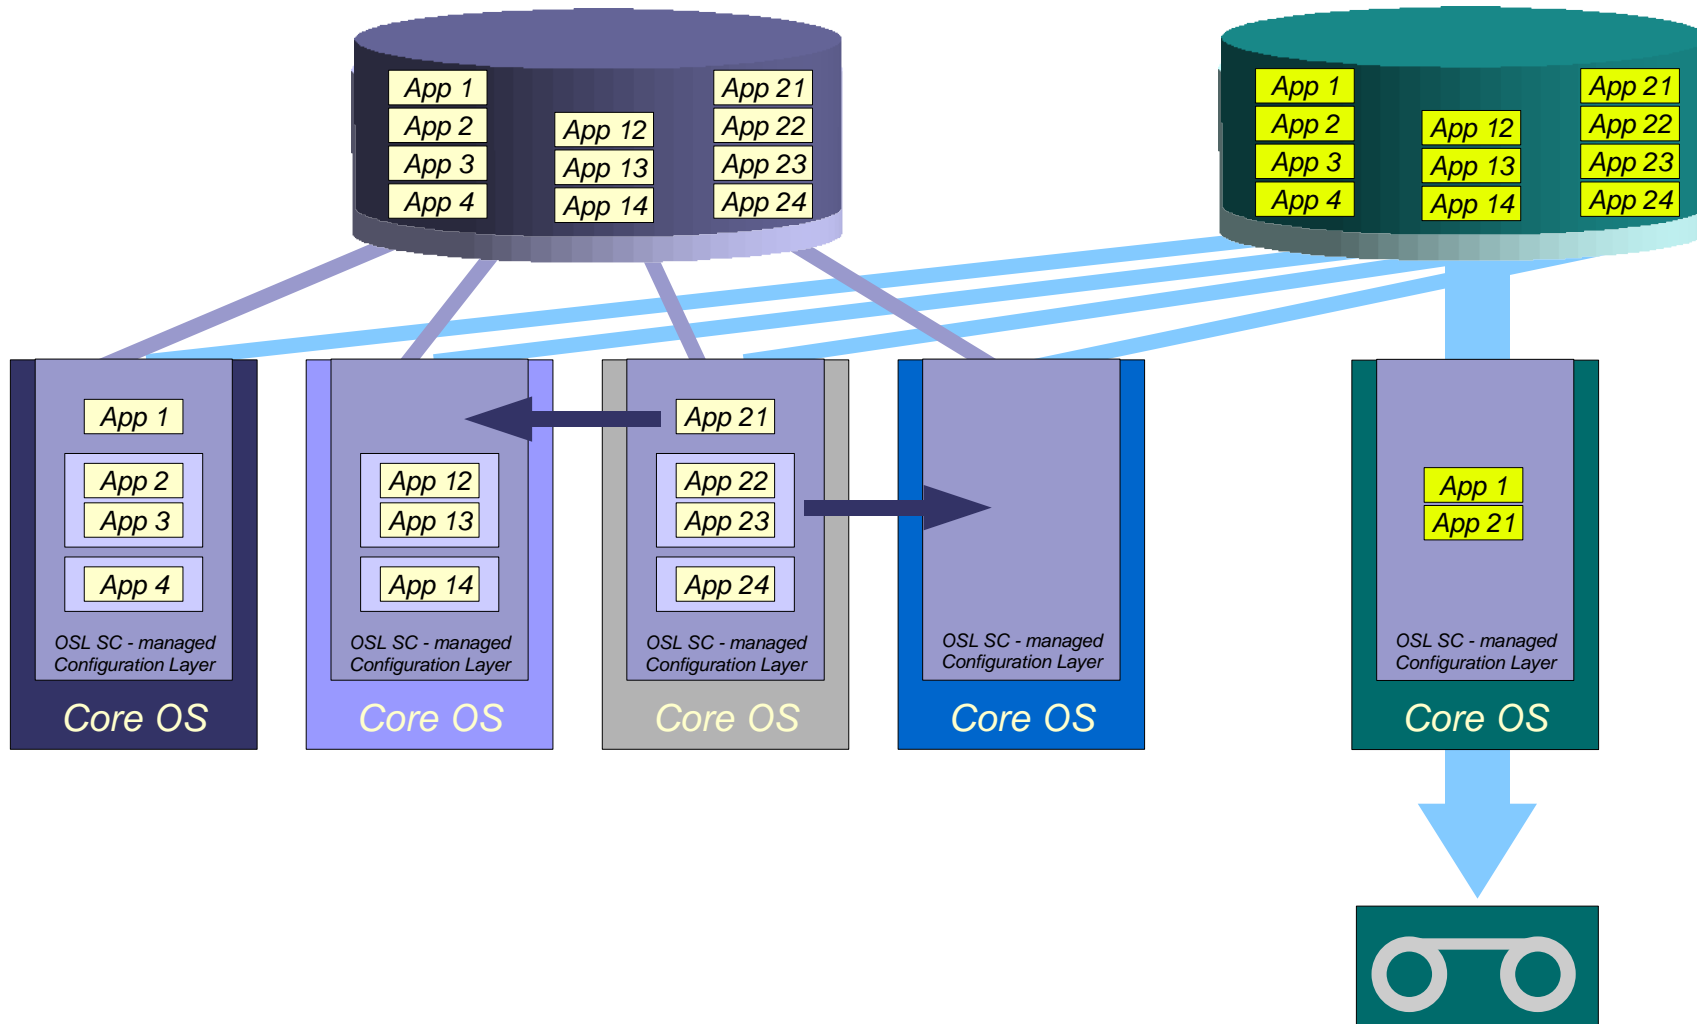 App 1
App 2
App 3
App 4
App 12
App 13
App 14
App 21
App 22
App 23
App 24
App 1
App 2
App 3
App 4
App 12
App 13
App 14
App 21
App 22
App 23
App 24
App 1
App 2
App 3
App 4
OSL SC - managed
Configuration Layer
Core OS
App 12
App 13
App 14
OSL SC - managed
Configuration Layer
Core OS
App 21
App 22
App 23
App 24
OSL SC - managed
Configuration Layer
Core OS
OSL SC - managed
Configuration Layer
Core OS
App 1
App 21
OSL SC - managed
Configuration Layer
Core OS